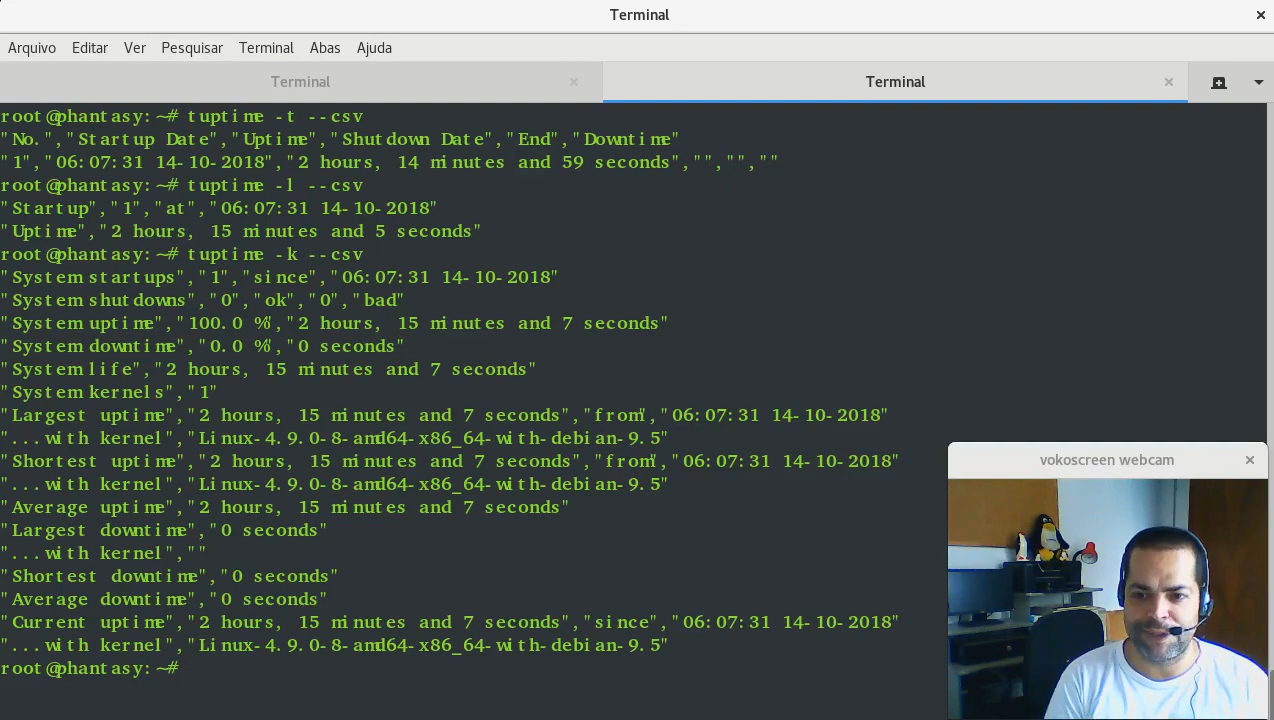 Terminal
Arquivo Editar Ver Pesquisar Terminal Abas Ajuda
Terminal Terminal
root@phantasy:~# tuptime -t --csv
"No.","Startup Date","Uptime","Shutdown Date","End","Downtime"
"1","06:07:31 14-10-2018","2 hours, 14 minutes and 59 seconds","","",""
root@phantasy:~# tuptime -l --csv
"Startup","1","at","06:07:31 14-10-2018"
"Uptime","2 hours, 15 minutes and 5 seconds"
root@phantasy:~# tuptime -k --csv
"System startups","1","since","06:07:31 14-10-2018"
"System shutdowns","0","ok","0","bad"
"System uptime","100.0 %","2 hours, 15 minutes and 7 seconds"
"System downtime","0.0 %","0 seconds"
"System life","2 hours, 15 minutes and 7 seconds"
"System kernels","1"
"Largest uptime","2 hours, 15 minutes and 7 seconds","from","06:07:31 14-10-2018"
"...with kernel","Linux-4.9.0-8-amd64-x86_64-with-debian-9.5"
"Shortest uptime","2 hours, 15 minutes and 7 seconds","from","06:07:31 14-10-2018"
"...with kernel","Linux-4.9.0-8-amd64-x86_64-with-debian-9.5"
"Average uptime","2 hours, 15 minutes and 7 seconds"
"Largest downtime","0 seconds"
"...with kernel",""
"Shortest downtime","0 seconds"
"Average downtime","0 seconds"
"Current uptime","2 hours, 15 minutes and 7 seconds","since","06:07:31 14-10-2018"
"...with kernel","Linux-4.9.0-8-amd64-x86_64-with-debian-9.5"
root@phantasy:~#
vokoscreen webcam